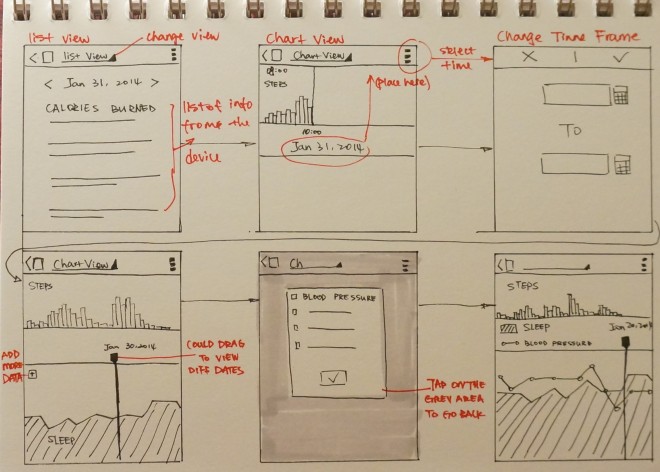 list view
change view
< list View
< Jan 31, 2014 >
CALORIES BURNED
list of info
from the
device
Chart View
< Chart View
08:00
STEPS
10:00
Jan 31, 2014
(place here)
select
time
Change Time Frame
X | ✓
TO
< Chart View
STEPS
Jan 30, 2014
ADD
MORE
DATA
+
SLEEP
COULD DRAG
TO VIEW
DIFF DATES
< Ch
BLOOD PRESSURE
TAP ON THE
GREY AREA
TO GO BACK
<
STEPS
SLEEP
Jan 30, 2014
BLOOD PRESSURE